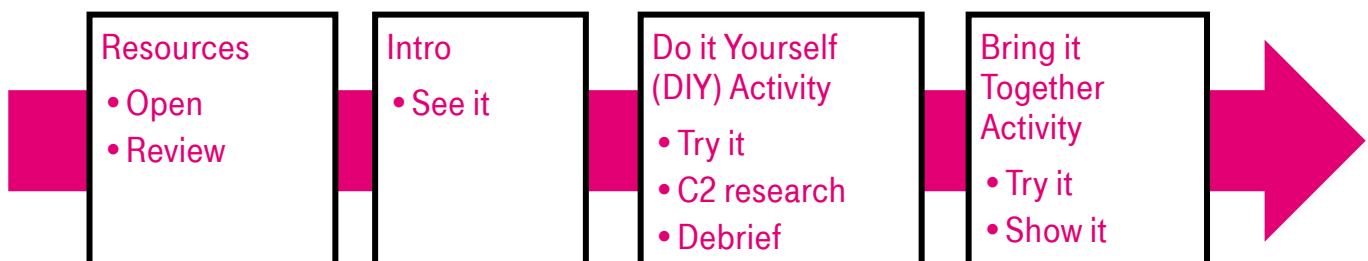 Resources
• Open
• Review
Intro
• See it
Do it Yourself
(DIY) Activity
• Try it
• C2 research
• Debrief
Bring it
Together
Activity
• Try it
• Show it